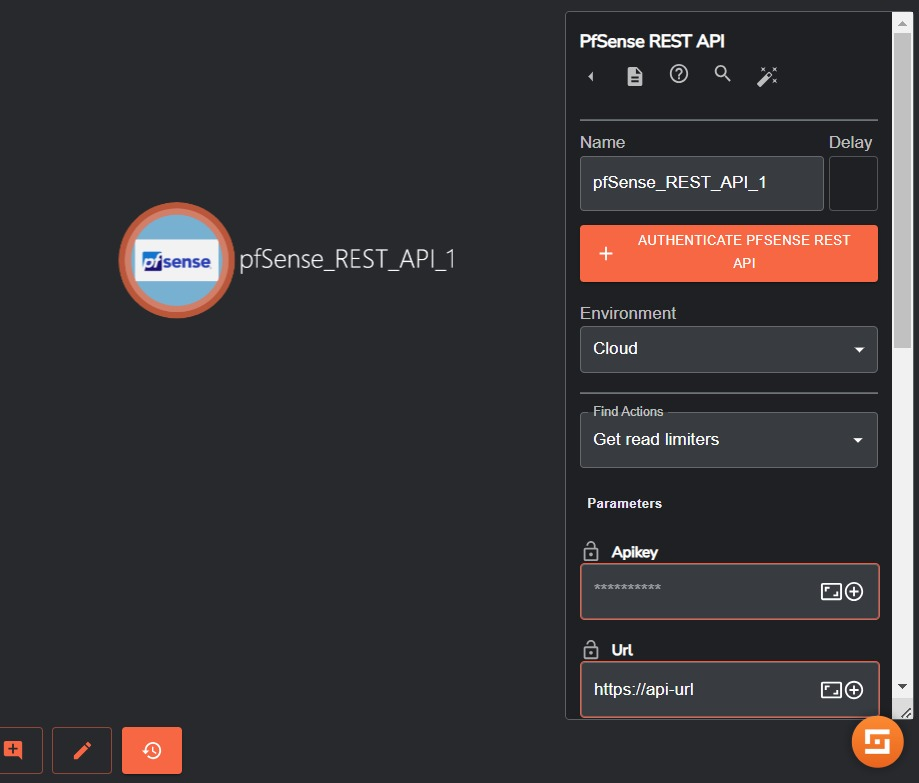 PfSense REST API
Name
Delay
pfSense_REST_API_1
AUTHENTICATE PFSENSE REST
API
pfsense
pfSense_REST_API_1
Environment
Cloud
Find Actions
Get read limiters
Parameters
Apikey
**********
Url
https://api-url